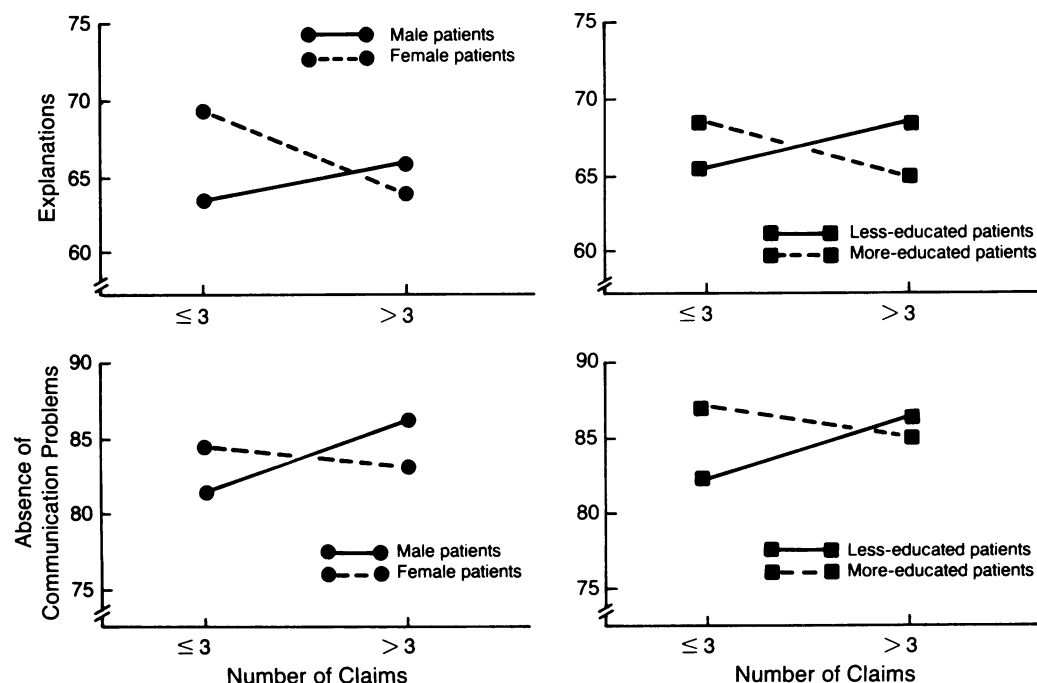 75
70
65
60
Explanations
Male patients
Female patients
≤ 3
> 3
75
70
65
60
Less-educated patients
More-educated patients
≤ 3
> 3
90
85
80
75
Absence of
Communication Problems
Male patients
Female patients
≤ 3
> 3
Number of Claims
90
85
80
75
Less-educated patients
More-educated patients
≤ 3
> 3
Number of Claims